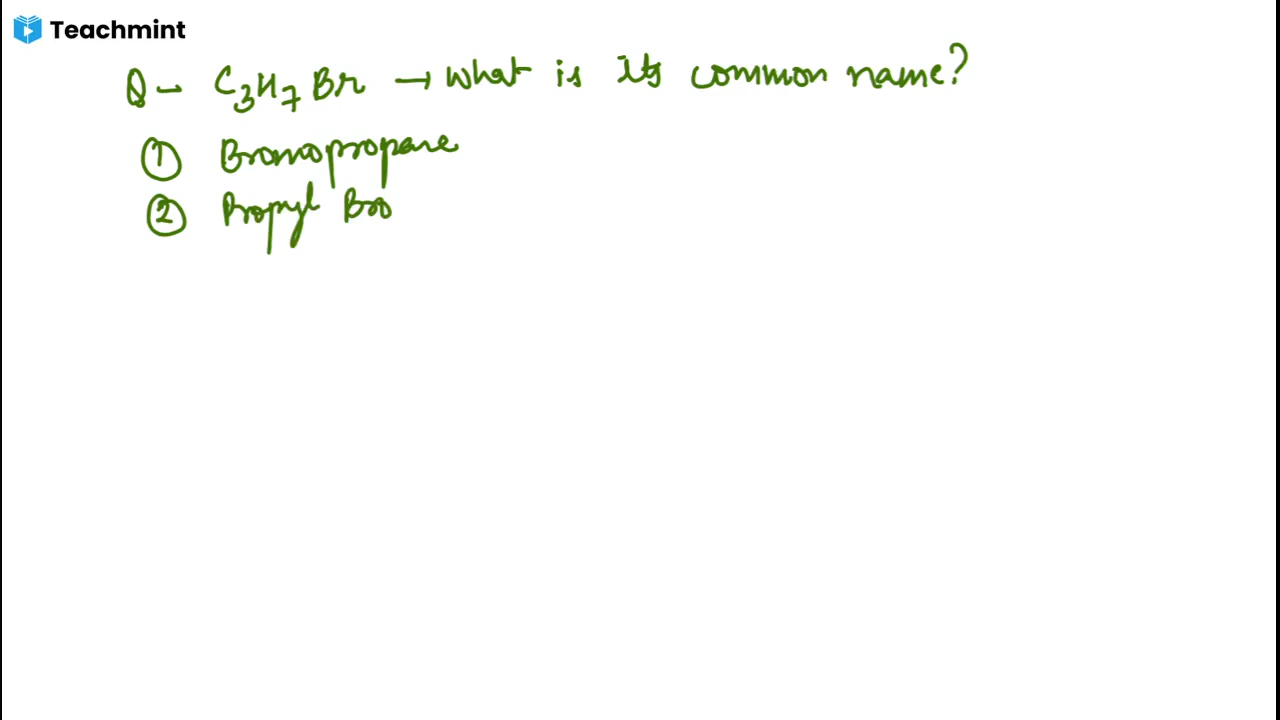 Teachmint
Q- C₃H₇Br → What is its common name?
① Bromopropane
② Propyl Bro